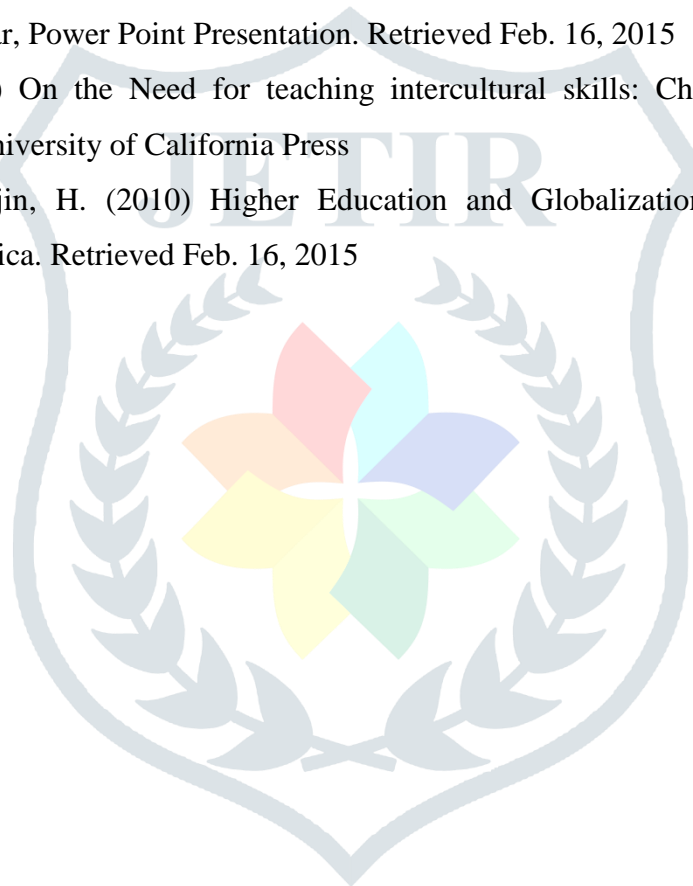 ar, Power Point Presentation. Retrieved Feb. 16, 2015
) On the Need for teaching intercultural skills: Ch
niversity of California Press
jin, H. (2010) Higher Education and Globalization
ica. Retrieved Feb. 16, 2015
JETIR